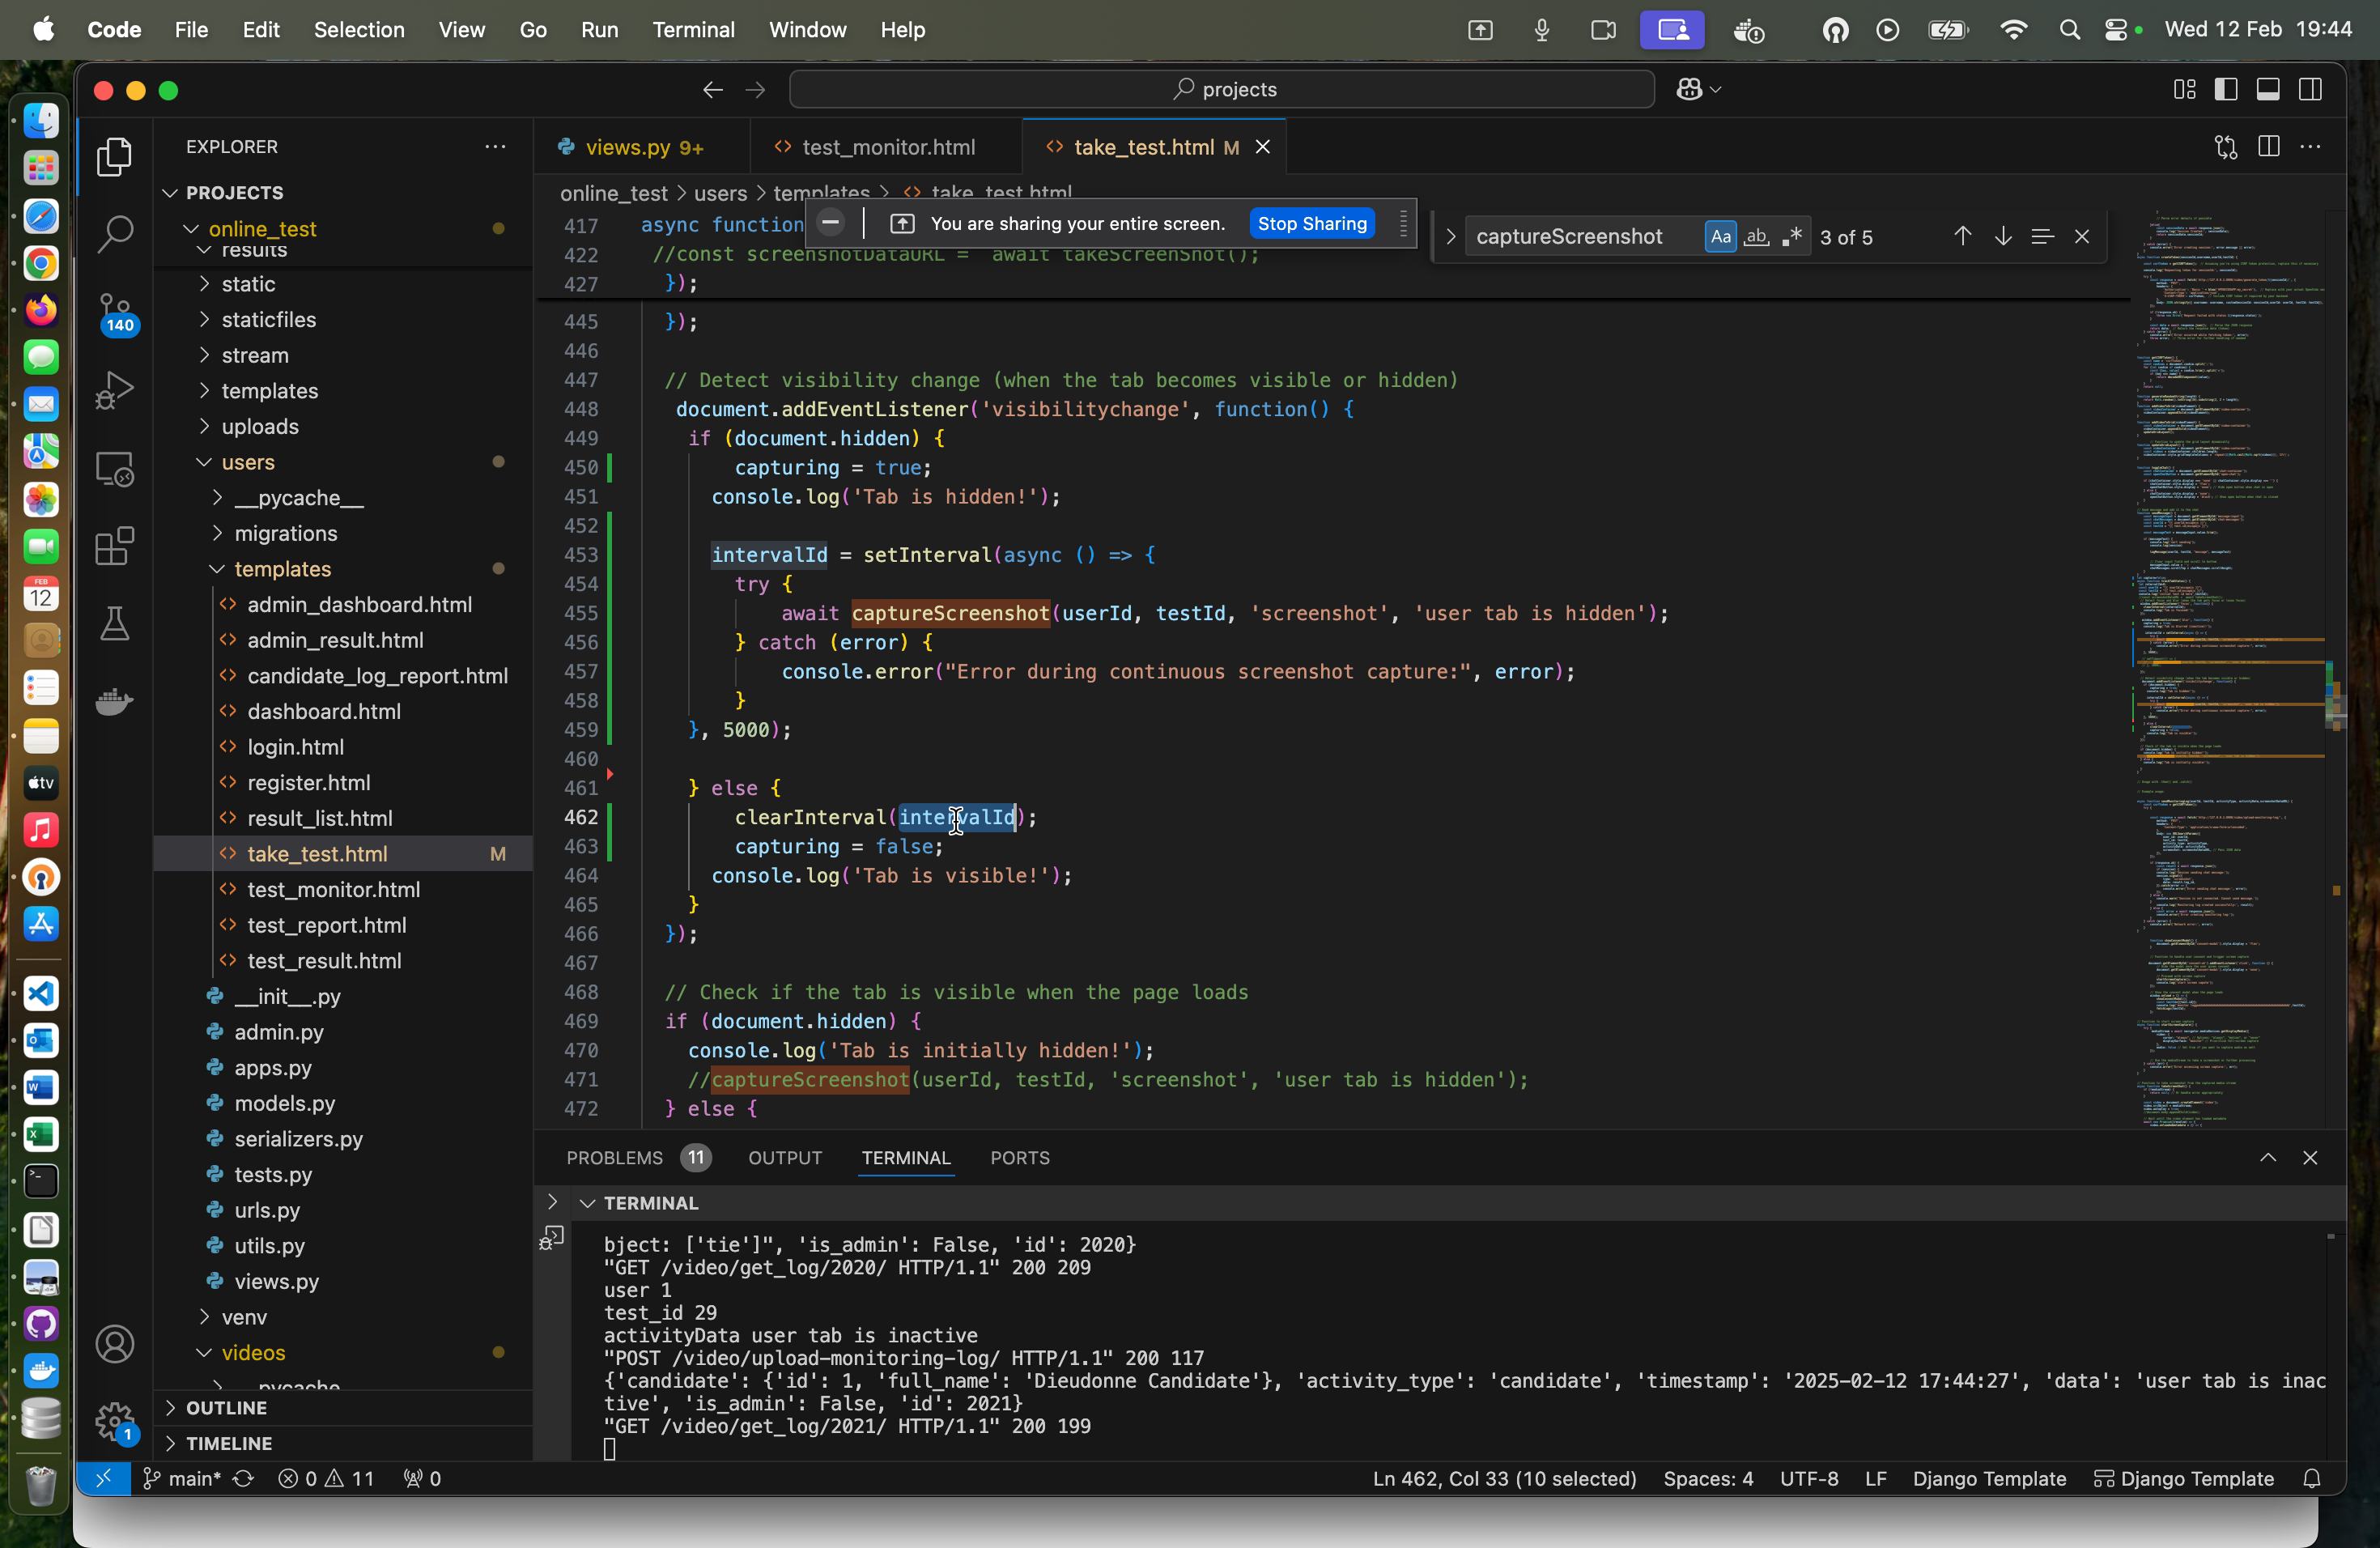 Code File Edit Selection View Go Run Terminal Window Help Wed 12 Feb 19:44
projects
EXPLORER
PROJECTS
online_test
results
static
staticfiles
stream
templates
uploads
users
__pycache__
migrations
templates
admin_dashboard.html
admin_result.html
candidate_log_report.html
dashboard.html
login.html
register.html
result_list.html
take_test.html M
test_monitor.html
test_report.html
test_result.html
__init__.py
admin.py
apps.py
models.py
serializers.py
tests.py
urls.py
utils.py
views.py
venv
videos
OUTLINE
TIMELINE
140
1
FEB
12
tv
views.py 9+
test_monitor.html
take_test.html M
online_test > users > templates > take_test.html
You are sharing your entire screen. Stop Sharing
captureScreenshot Aa ab 3 of 5
417 async function
422 //const screenshotDataURL = await takeScreenShot();
427 });
445 });
446
447 // Detect visibility change (when the tab becomes visible or hidden)
448 document.addEventListener('visibilitychange', function() {
449 if (document.hidden) {
450 capturing = true;
451 console.log('Tab is hidden!');
452
453 intervalId = setInterval(async () => {
454 try {
455 await captureScreenshot(userId, testId, 'screenshot', 'user tab is hidden');
456 } catch (error) {
457 console.error("Error during continuous screenshot capture:", error);
458 }
459 }, 5000);
460
461 } else {
462 clearInterval(intervalId);
463 capturing = false;
464 console.log('Tab is visible!');
465 }
466 });
467
468 // Check if the tab is visible when the page loads
469 if (document.hidden) {
470 console.log('Tab is initially hidden!');
471 //captureScreenshot(userId, testId, 'screenshot', 'user tab is hidden');
472 } else {
PROBLEMS 11 OUTPUT TERMINAL PORTS
TERMINAL
bject: ['tie']", 'is_admin': False, 'id': 2020}
"GET /video/get_log/2020/ HTTP/1.1" 200 209
user 1
test_id 29
activityData user tab is inactive
"POST /video/upload-monitoring-log/ HTTP/1.1" 200 117
{'candidate': {'id': 1, 'full_name': 'Dieudonne Candidate'}, 'activity_type': 'candidate', 'timestamp': '2025-02-12 17:44:27', 'data': 'user tab is inac
tive', 'is_admin': False, 'id': 2021}
"GET /video/get_log/2021/ HTTP/1.1" 200 199
main* 0 11 0 Ln 462, Col 33 (10 selected) Spaces: 4 UTF-8 LF Django Template Django Template